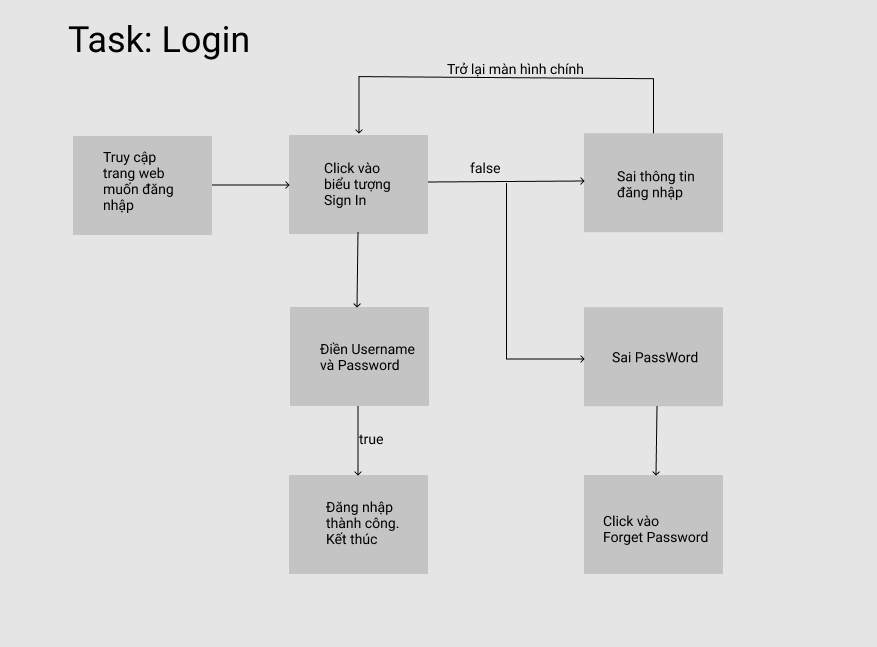 Task: Login
Trở lại màn hình chính
Truy cập
trang web
muốn đăng
nhập
Click vào
biểu tượng
Sign In
false
Sai thông tin
đăng nhập
Điền Username
và Password
Sai PassWord
true
Đăng nhập
thành công.
Kết thúc
Click vào
Forget Password